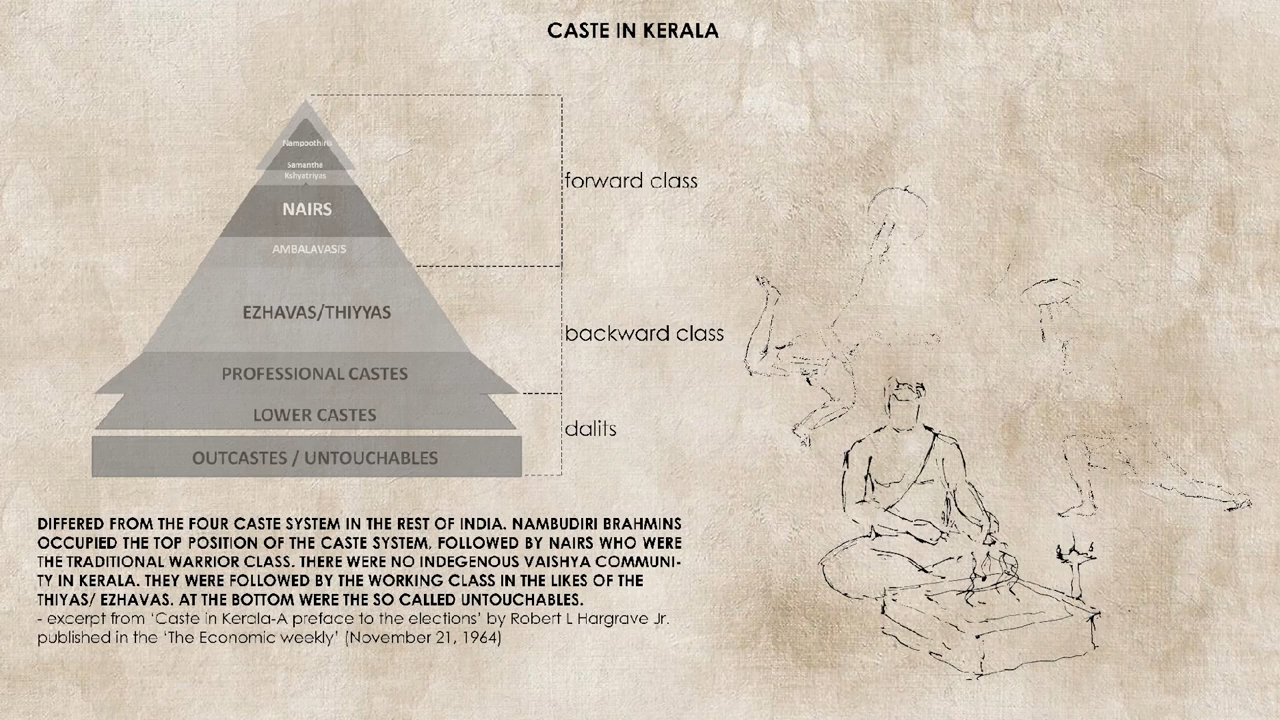 CASTE IN KERALA
Nampoothiris
Samantha
Kshyatriyas
NAIRS
AMBALAVASIS
EZHAVAS/THIYYAS
PROFESSIONAL CASTES
LOWER CASTES
OUTCASTES / UNTOUCHABLES
forward class
backward class
dalits
DIFFERED FROM THE FOUR CASTE SYSTEM IN THE REST OF INDIA. NAMBUDIRI BRAHMINS
OCCUPIED THE TOP POSITION OF THE CASTE SYSTEM, FOLLOWED BY NAIRS WHO WERE
THE TRADITIONAL WARRIOR CLASS. THERE WERE NO INDEGENOUS VAISHYA COMMUNI-
TY IN KERALA. THEY WERE FOLLOWED BY THE WORKING CLASS IN THE LIKES OF THE
THIYAS/ EZHAVAS. AT THE BOTTOM WERE THE SO CALLED UNTOUCHABLES.
- excerpt from ‘Caste in Kerala-A preface to the elections’ by Robert L Hargrave Jr.
published in the ‘The Economic weekly’ (November 21, 1964)